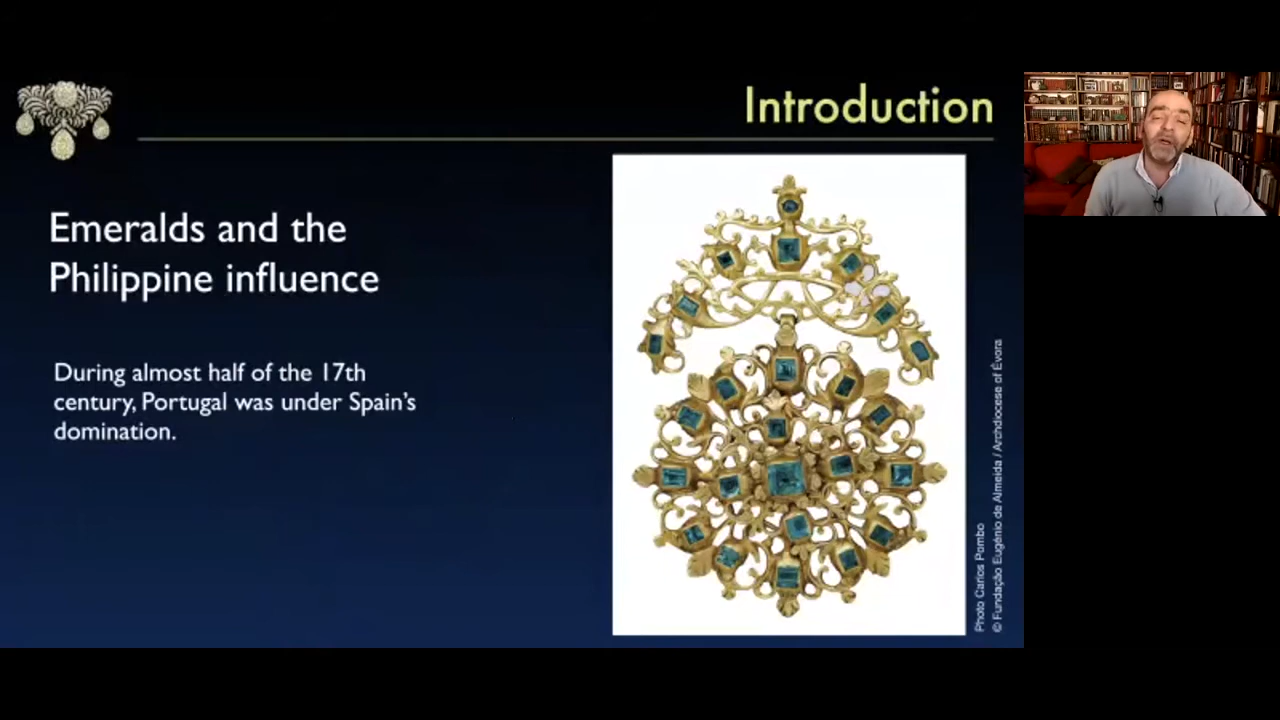 Introduction
Emeralds and the
Philippine influence
During almost half of the 17th
century, Portugal was under Spain's
domination.
Photo Carlos Pombo
© Fundação Eugénio de Almeida / Archdiocese of Évora